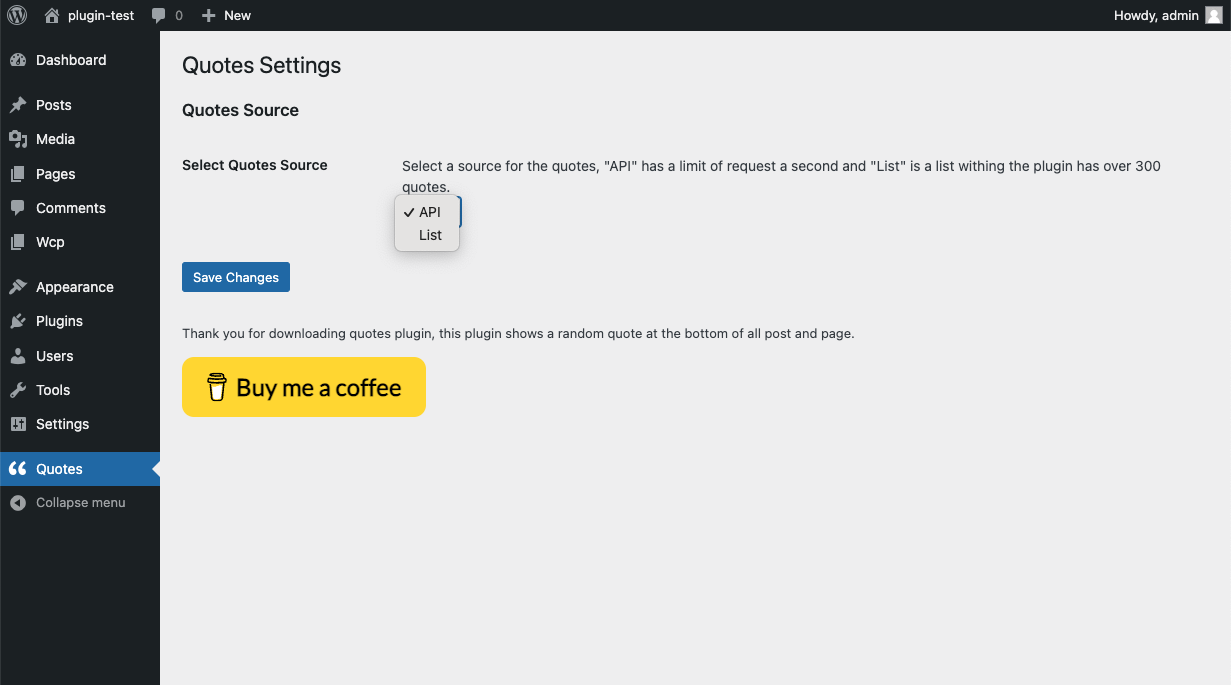 plugin-test 0 New Howdy, admin
Dashboard
Posts
Media
Pages
Comments
Wcp
Appearance
Plugins
Users
Tools
Settings
Quotes
Collapse menu
Quotes Settings
Quotes Source
Select Quotes Source
Select a source for the quotes, "API" has a limit of request a second and "List" is a list withing the plugin has over 300
quotes.
API
List
Save Changes
Thank you for downloading quotes plugin, this plugin shows a random quote at the bottom of all post and page.
Buy me a coffee